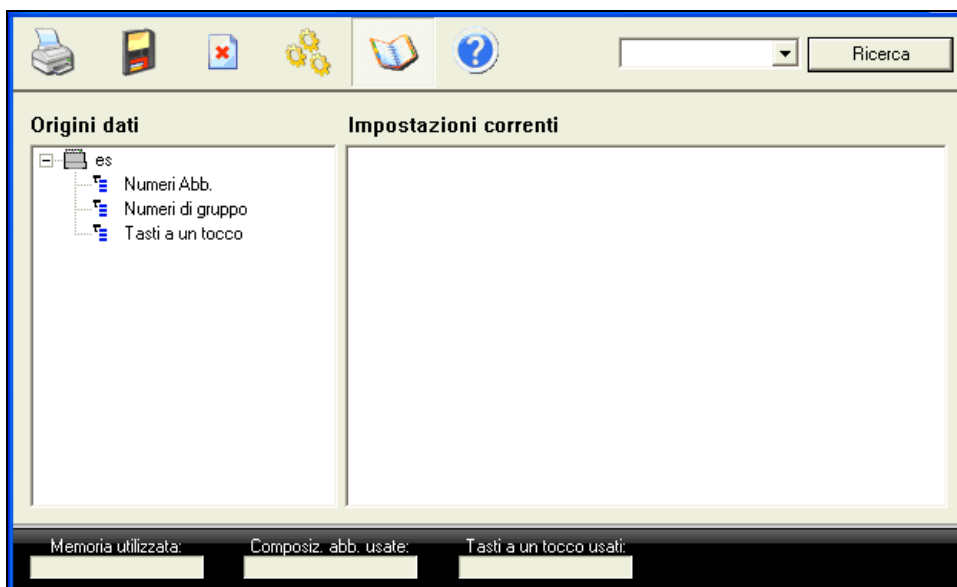 Ricerca
Origini dati
Impostazioni correnti
es
Numeri Abb.
Numeri di gruppo
Tasti a un tocco
Memoria utilizzata:
Composiz. abb. usate:
Tasti a un tocco usati: